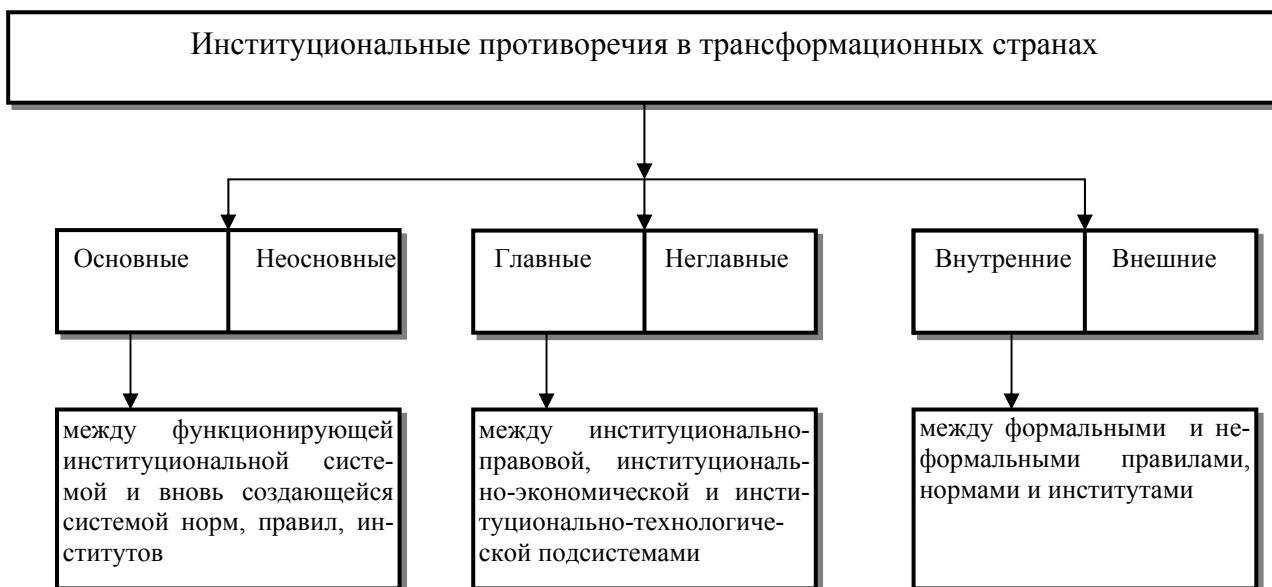 Институциональные противоречия в трансформационных странах
Основные
Неосновные
Главные
Неглавные
Внутренние
Внешние
между функционирующей
институциональной систе-
мой и вновь создающейся
системой норм, правил, ин-
ститутов
между институционально-
правовой, институциональ-
но-экономической и инсти-
туционально-технологиче-
ской подсистемами
между формальными и не-
формальными правилами,
нормами и институтами